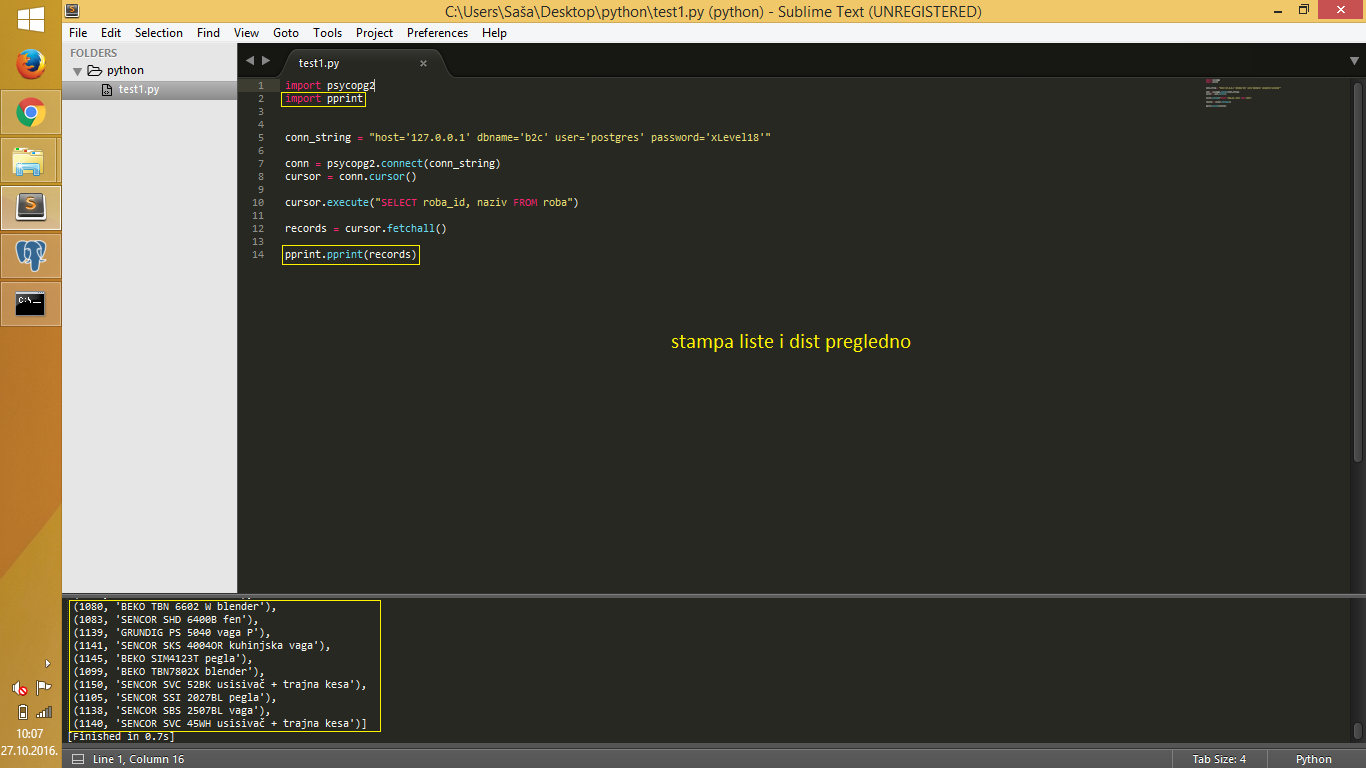 C:\Users\Saša\Desktop\python\test1.py (python) - Sublime Text (UNREGISTERED)
File Edit Selection Find View Goto Tools Project Preferences Help
FOLDERS
python
test1.py
test1.py
1 import psycopg2
2 import pprint
3
4
5 conn_string = "host='127.0.0.1' dbname='b2c' user='postgres' password='xLevel18'"
6
7 conn = psycopg2.connect(conn_string)
8 cursor = conn.cursor()
9
10 cursor.execute("SELECT roba_id, naziv FROM roba")
11
12 records = cursor.fetchall()
13
14 pprint.pprint(records)
stampa liste i dist pregledno
(1080, 'BEKO TBN 6602 W blender'),
(1083, 'SENCOR SHD 6400B fen'),
(1139, 'GRUNDIG PS 5040 vaga P'),
(1141, 'SENCOR SKS 4004OR kuhinjska vaga'),
(1145, 'BEKO SIM4123T pegla'),
(1099, 'BEKO TBN7802X blender'),
(1150, 'SENCOR SVC 52BK usisivač + trajna kesa'),
(1105, 'SENCOR SSI 2027BL pegla'),
(1138, 'SENCOR SBS 2507BL vaga'),
(1140, 'SENCOR SVC 45WH usisivač + trajna kesa')]
[Finished in 0.7s]
10:07
27.10.2016.
Line 1, Column 16
Tab Size: 4
Python